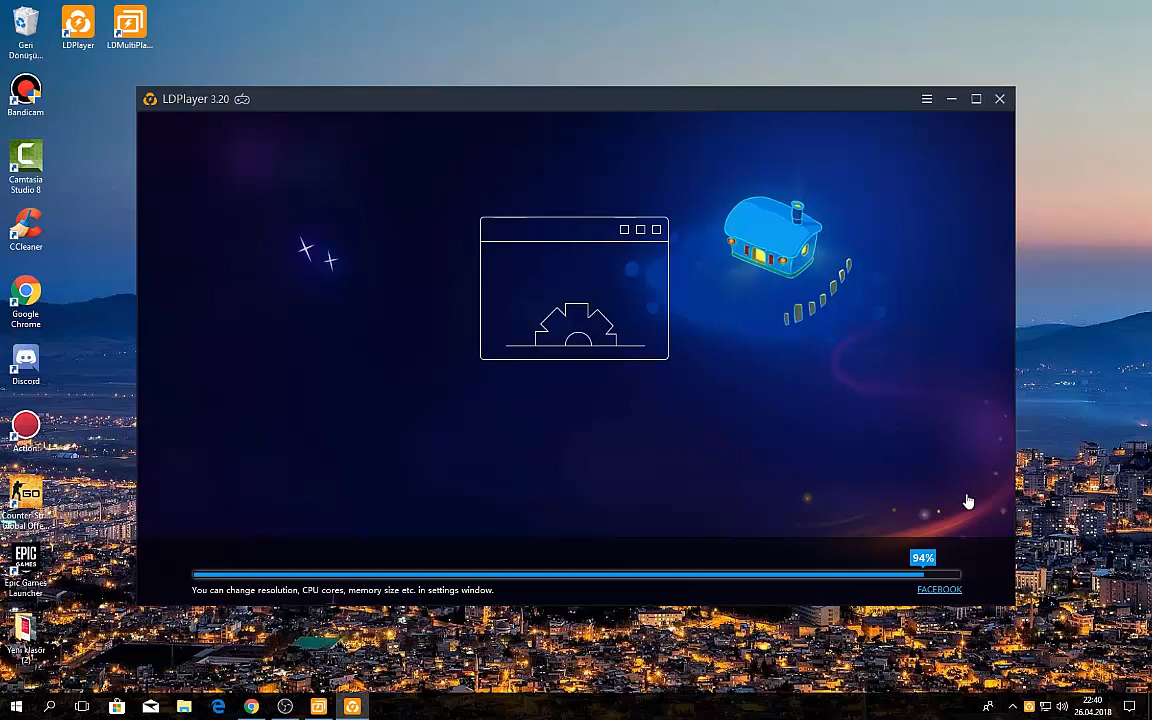 Geri
Dönüşü...
LDPlayer
LDMultiPla...
Bandicam
Camtasia
Studio 8
CCleaner
Google
Chrome
Discord
Action!
GO
Counter-Str
Global Offe...
EPIC
GAMES
Epic Games
Launcher
Yeni klasör
(2)
LDPlayer 3.20
94%
You can change resolution, CPU cores, memory size etc. in settings window.
FACEBOOK
22:40
26.04.2018